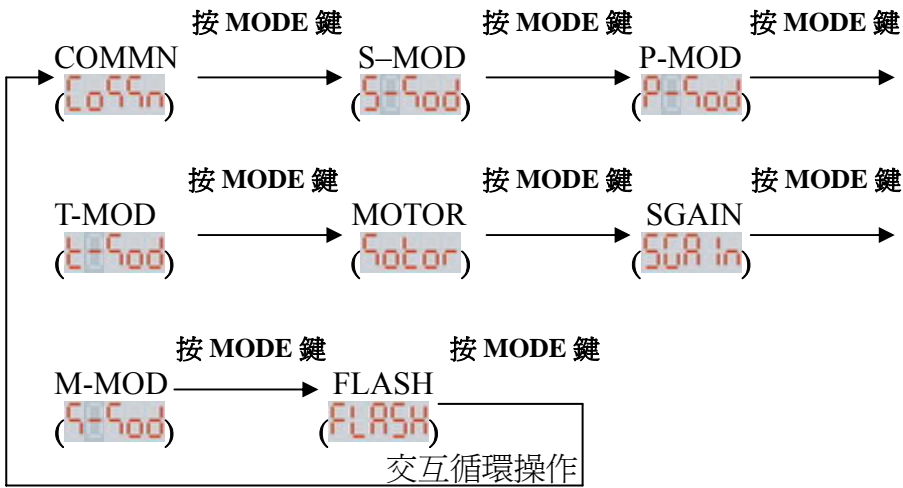 按 MODE 鍵 按 MODE 鍵 按 MODE 鍵
COMMN S–MOD P-MOD
(CoSSn) (S-Sod) (P-Sod)
按 MODE 鍵 按 MODE 鍵 按 MODE 鍵
T-MOD MOTOR SGAIN
(t-Sod) (Sotor) (SGAIn)
按 MODE 鍵 按 MODE 鍵
M-MOD FLASH
(S-Sod) (FLASH)
交互循環操作